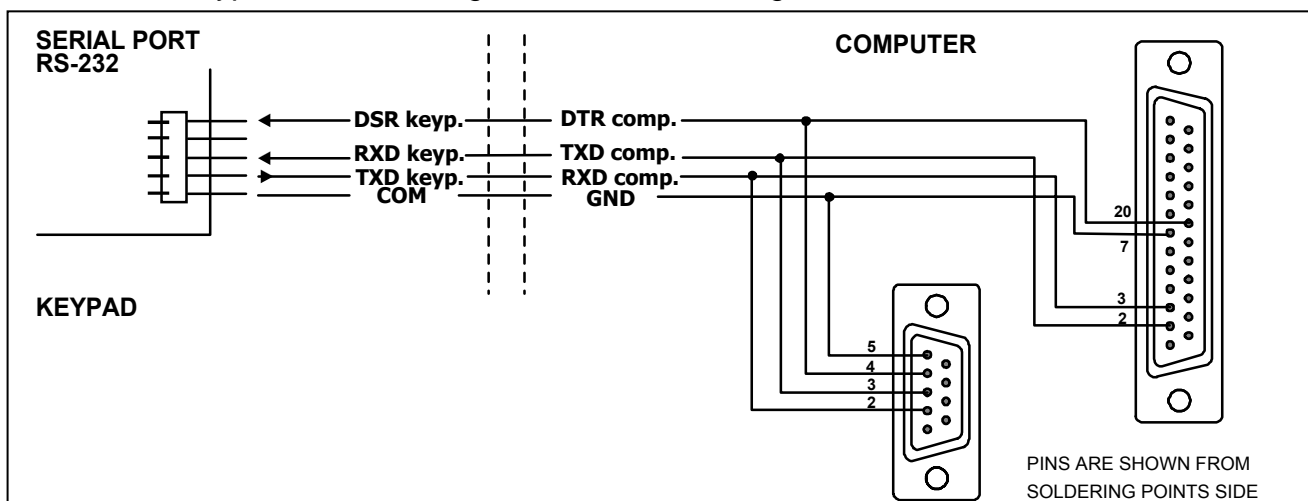 SERIAL PORT
RS-232
COMPUTER
DSR keyp. DTR comp.
RXD keyp. TXD comp.
TXD keyp. RXD comp.
COM GND
20
7
3
2
KEYPAD
5
4
3
2
PINS ARE SHOWN FROM
SOLDERING POINTS SIDE